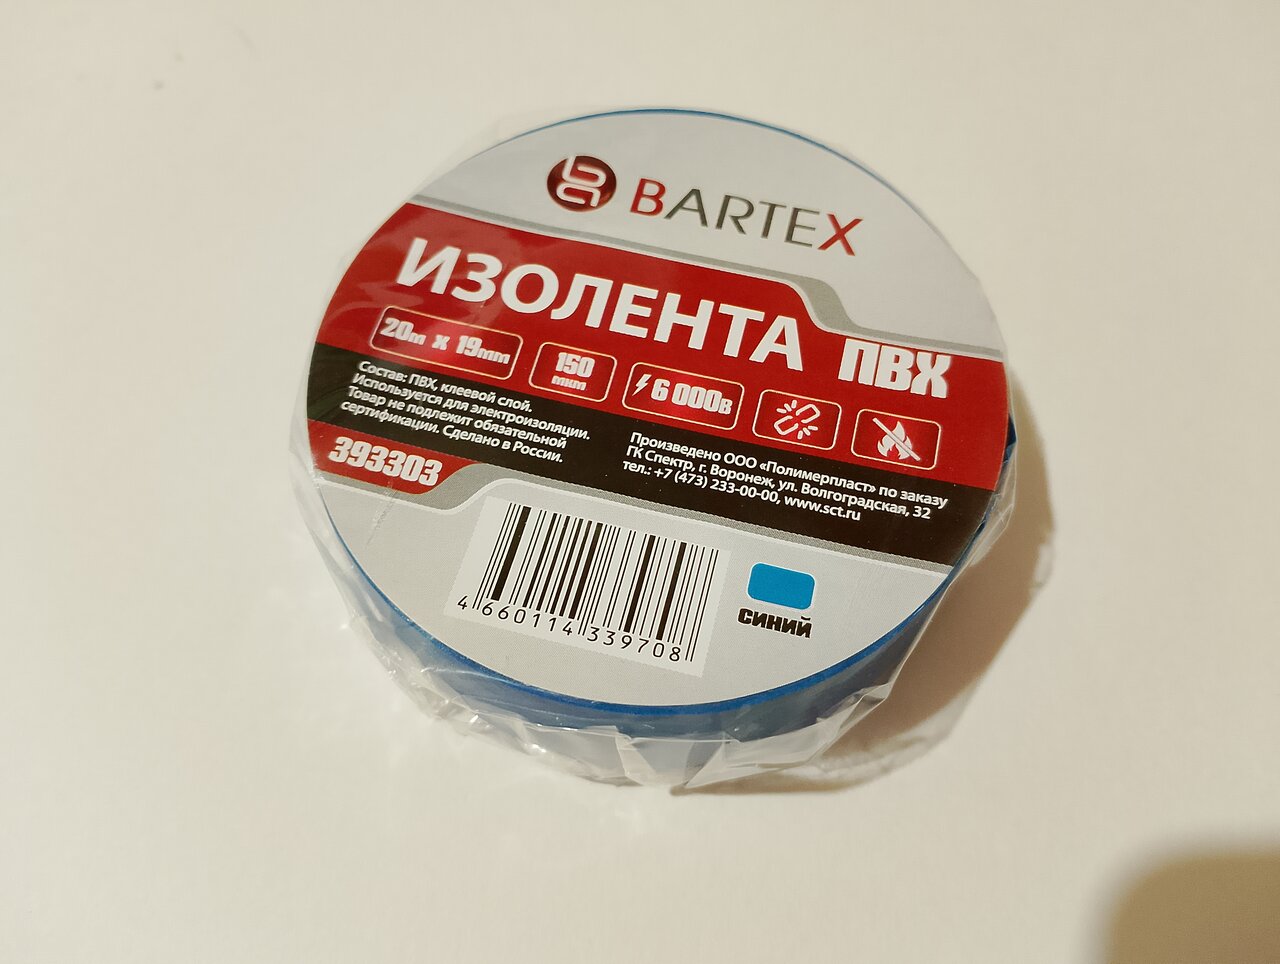 ba BARTEX
ИЗОЛЕНТА ПВХ
20m x 19mm
150
мкм
6 000В
Состав: ПВХ, клеевой слой.
Используется для электроизоляции.
Товар не подлежит обязательной
сертификации. Сделано в России.
Произведено ООО «Полимерпласт» по заказу
ГК Спектр, г. Воронеж, ул. Волгоградская, 32
тел.: +7 (473) 233-00-00, www.sct.ru
393303
4 660114 339708
синий